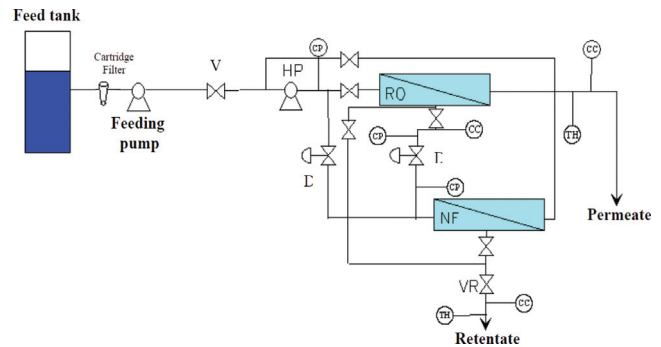 Feed tank
Cartridge
Filter
V
HP
CP
CC
Feeding
pump
RO
CP
CC
TH
D
D
CP
Permeate
NF
VR
CC
TH
Retentate